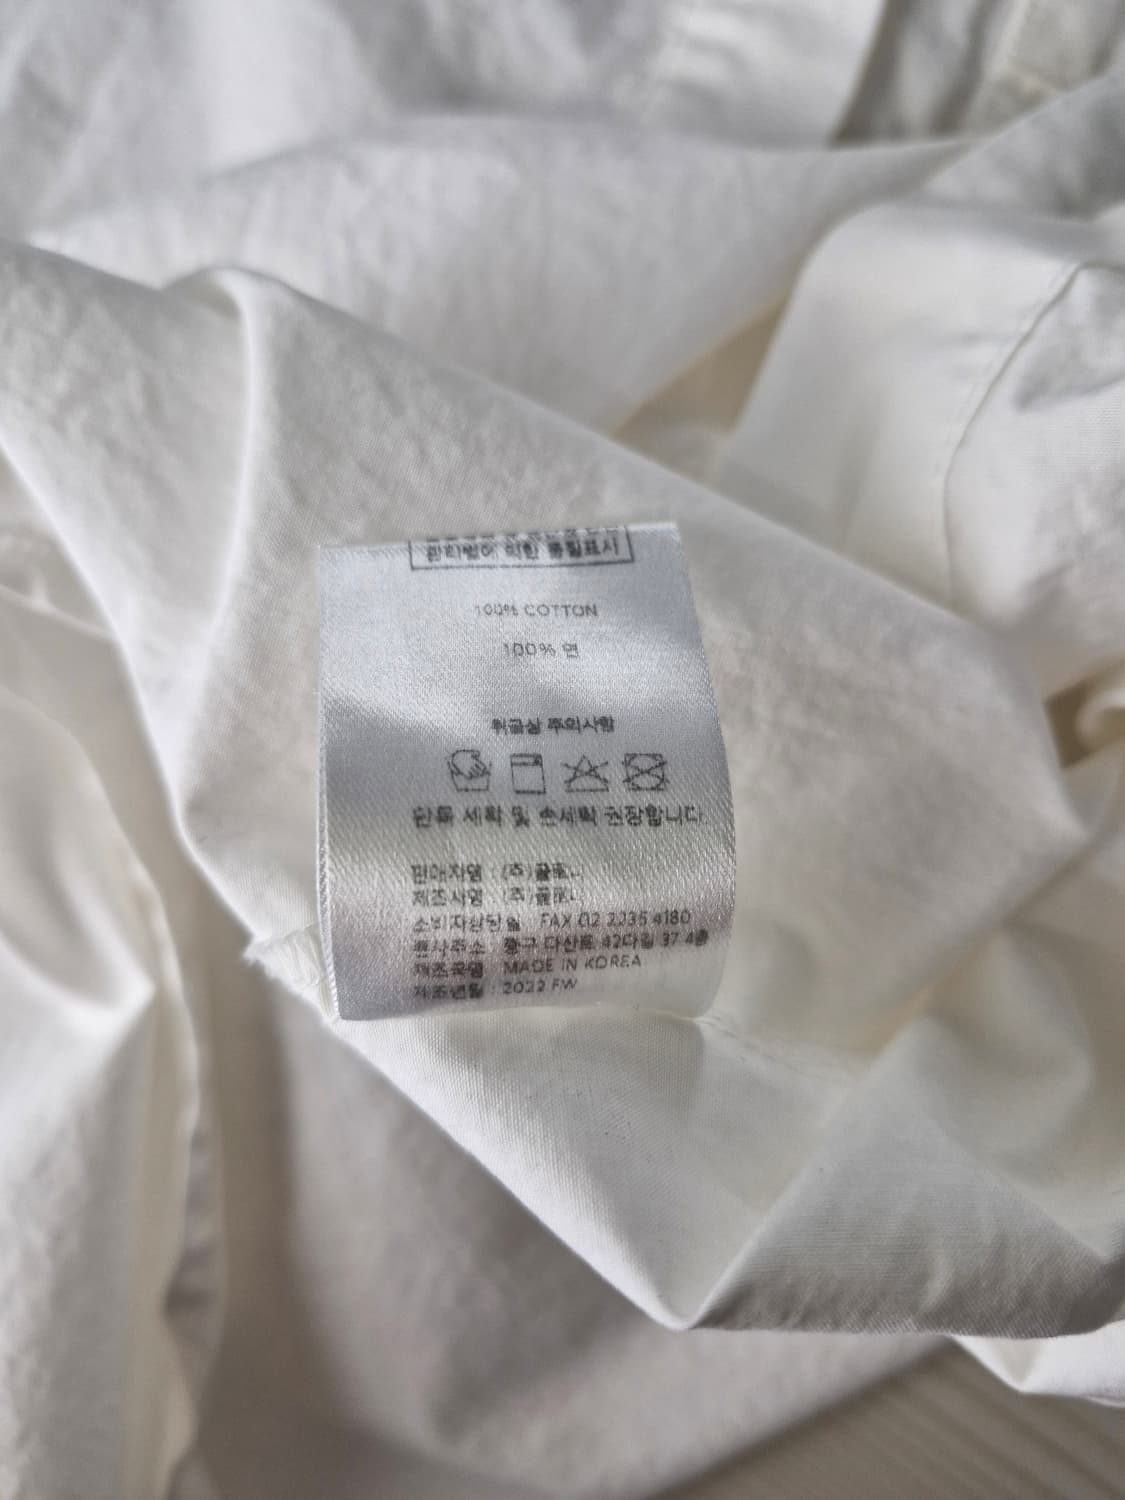 관리법에 의한 품질표시
100% COTTON
100% 면
취급상 주의사항
단독 세탁 및 손세탁 권장합니다
판매자명 : (주)
제조사명 : (주)
소비자상담실 FAX 02 2235 4180
본사주소 중구 다산로 42다길 37 4층
제조국명 MADE IN KOREA
제조년월 : 2022 FW